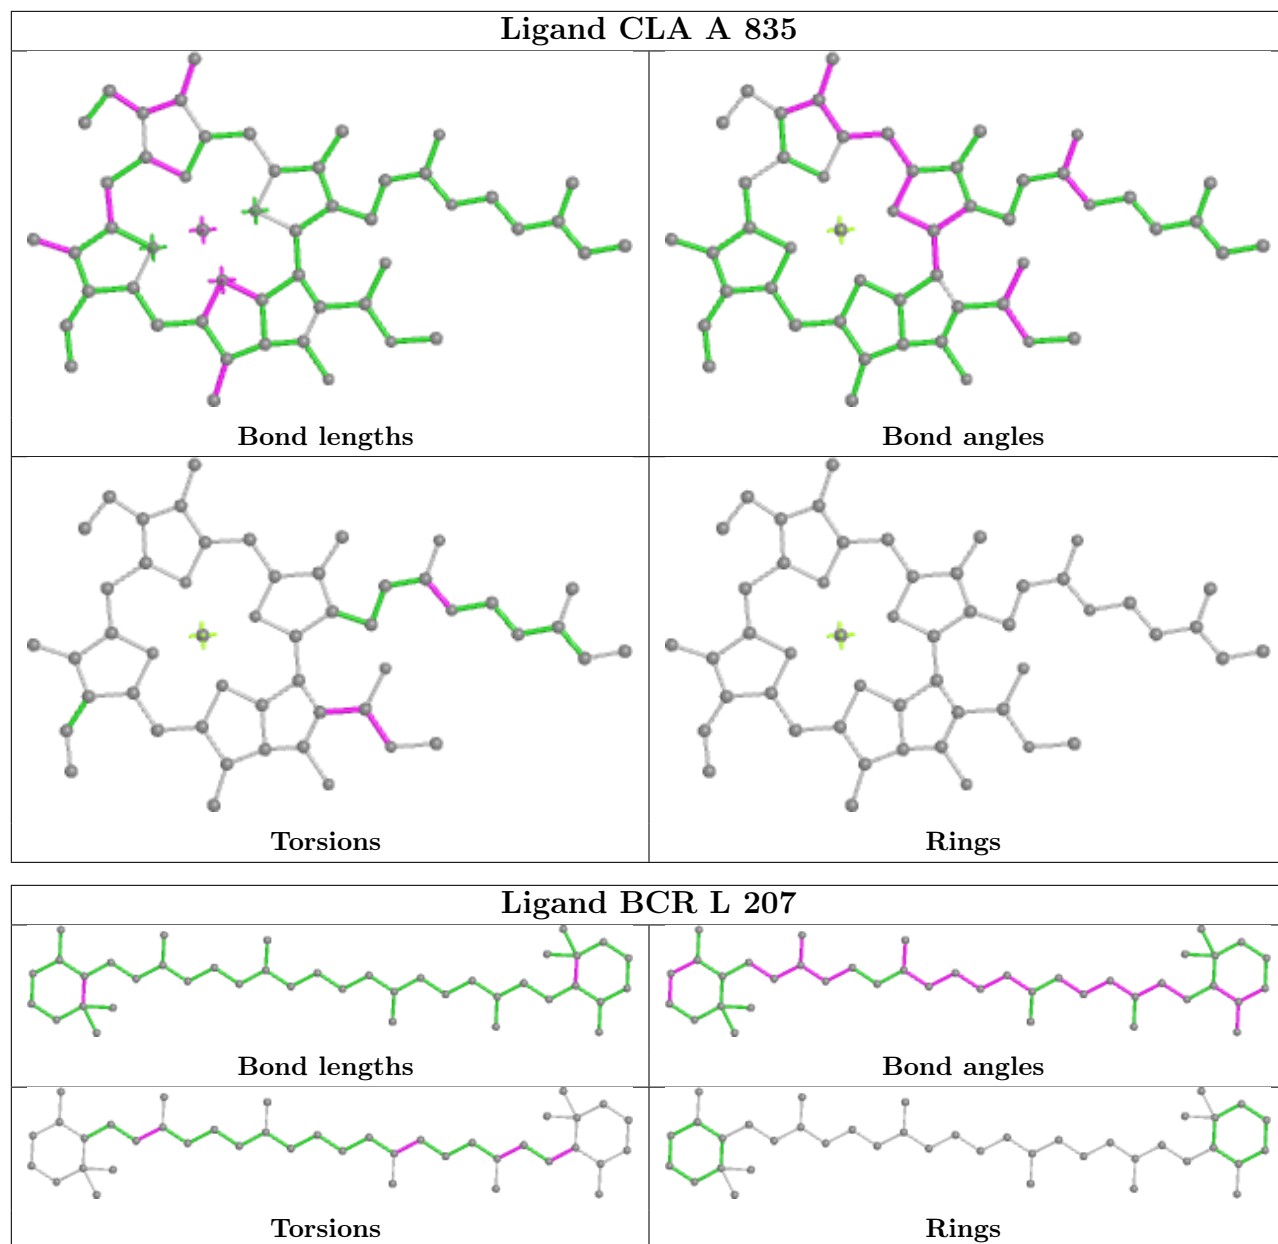 Ligand CLA A 835
Bond lengths
Bond angles
Torsions
Rings
Ligand BCR L 207
Bond lengths
Bond angles
Torsions
Rings